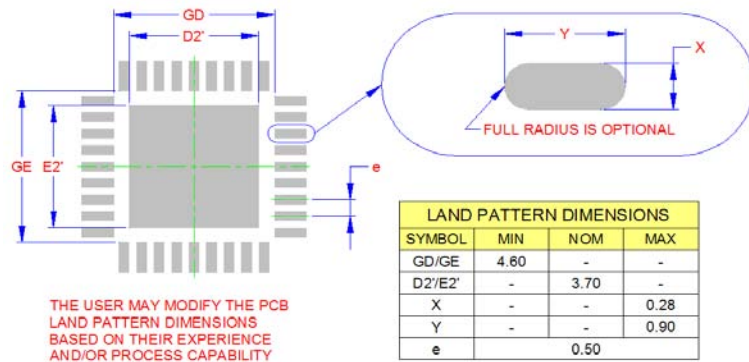 GD
D2'
GE
E2'
e
Y
X
FULL RADIUS IS OPTIONAL
THE USER MAY MODIFY THE PCB
LAND PATTERN DIMENSIONS
BASED ON THEIR EXPERIENCE
AND/OR PROCESS CAPABILITY
LAND PATTERN DIMENSIONS
SYMBOL MIN NOM MAX
GD/GE 4.60 - -
D2'/E2' - 3.70 -
X - - 0.28
Y - - 0.90
e 0.50